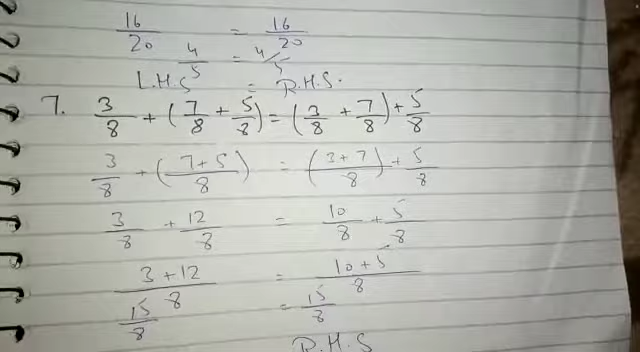 16/20 = 16/20
4/5 = 4/5
L.H.S = R.H.S.
7. 3/8 + (7/8 + 5/8) = (3/8 + 7/8) + 5/8
3/8 + (7+5/8) = (3+7/8) + 5/8
3/8 + 12/8 = 10/8 + 5/8
3+12/8 = 10+5/8
15/8 = 15/8
R.H.S